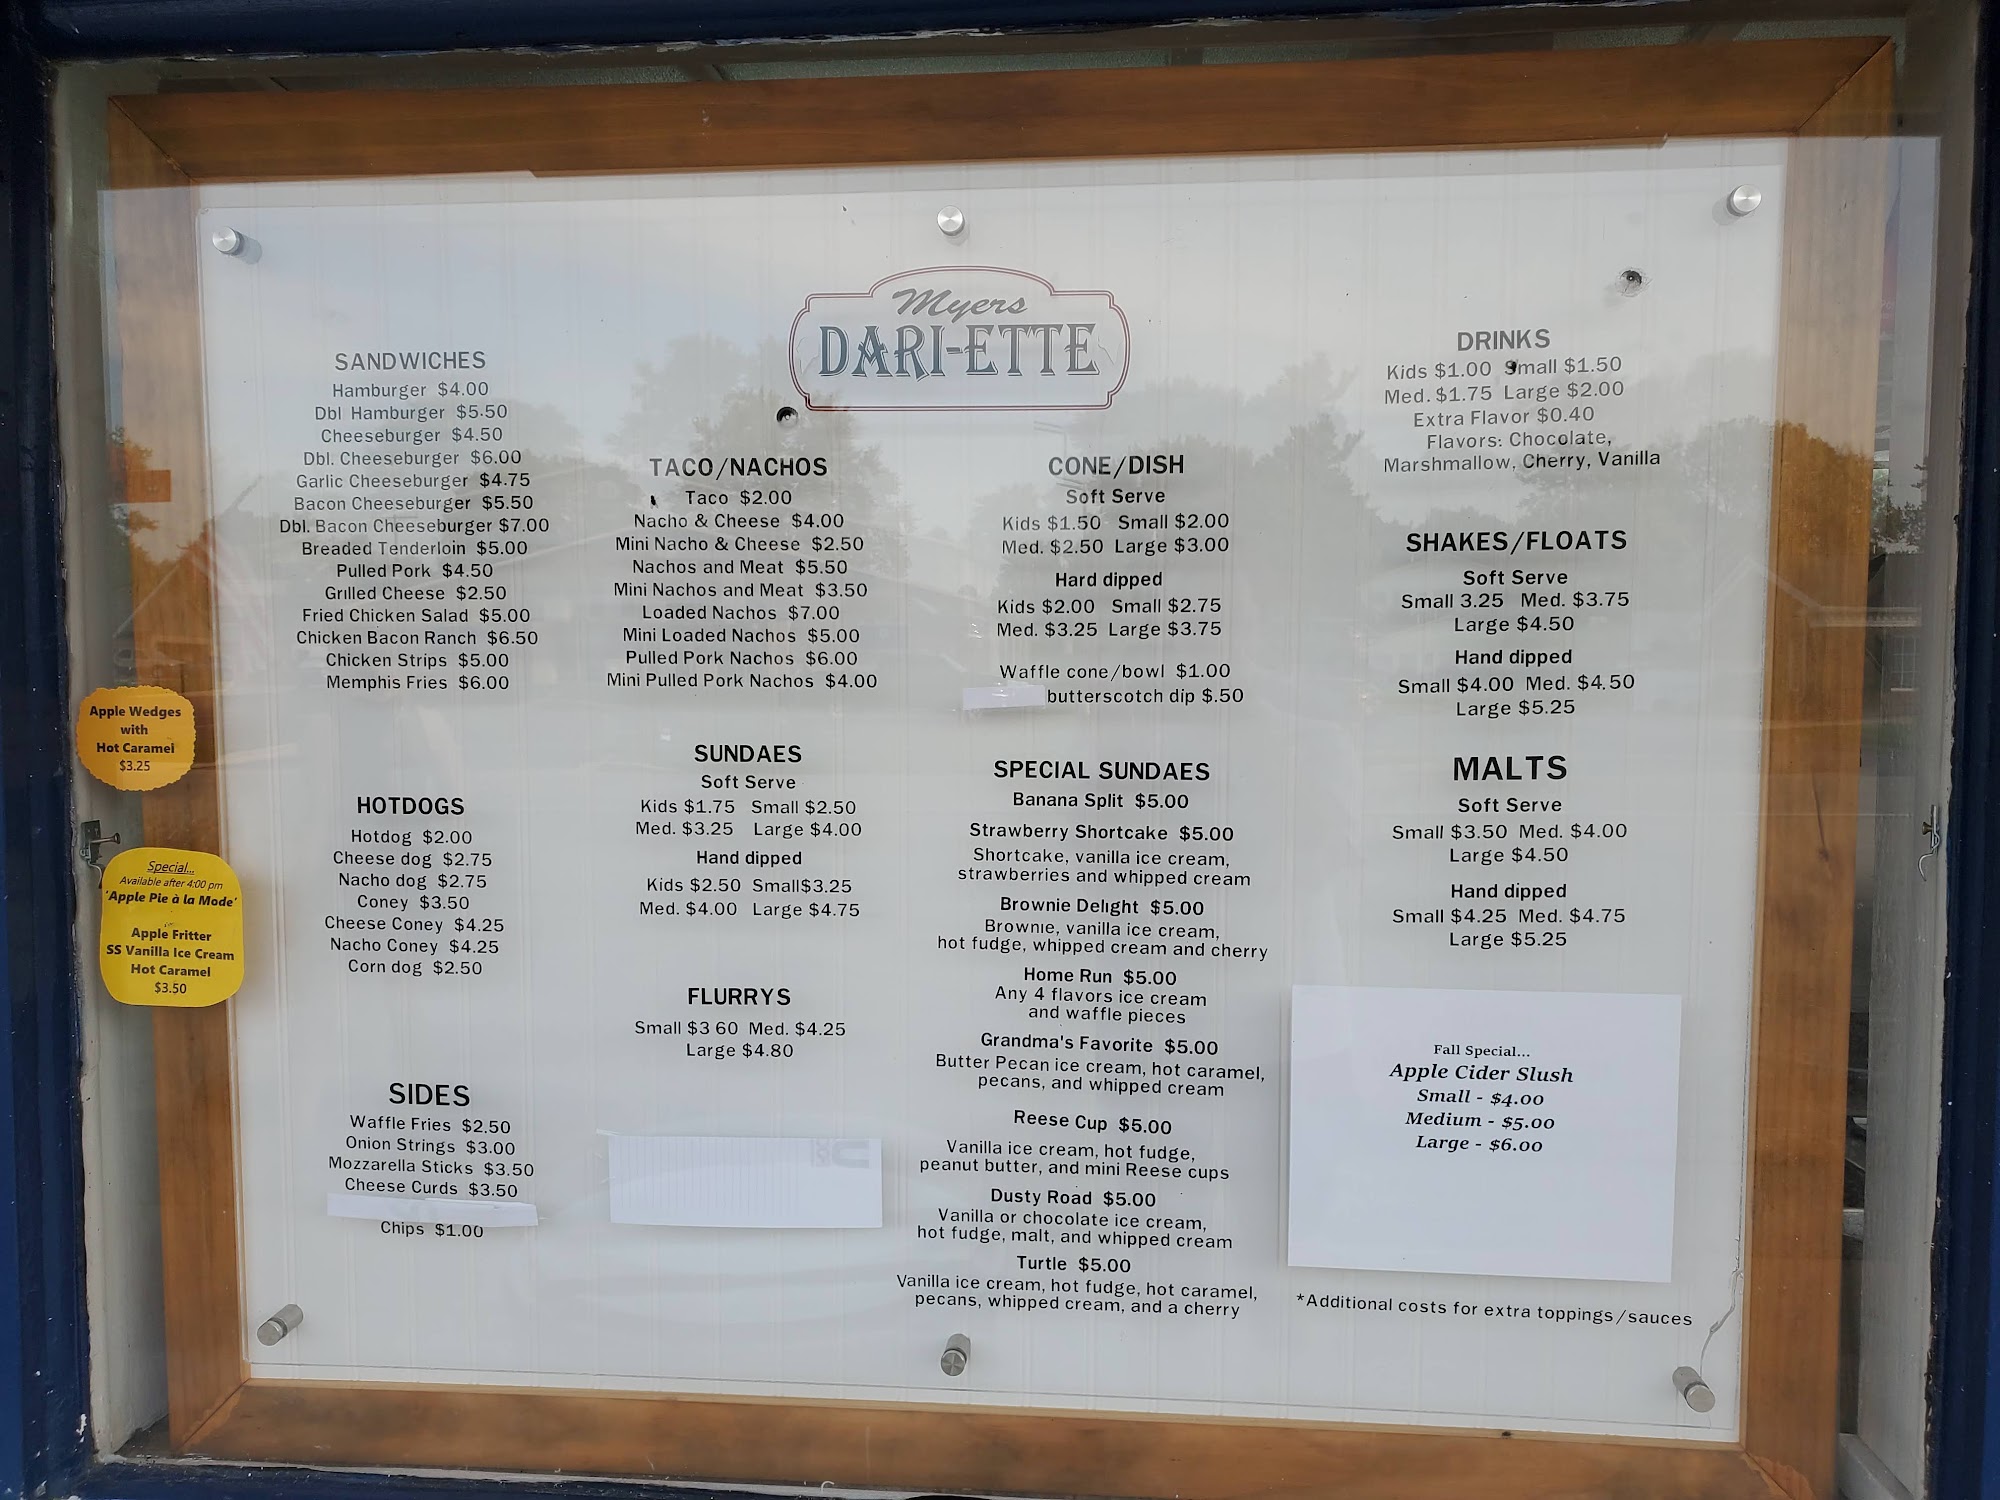 Myers
DARI-ETTE
SANDWICHES
Hamburger $4.00
Dbl Hamburger $5.50
Cheeseburger $4.50
Dbl. Cheeseburger $6.00
Garlic Cheeseburger $4.75
Bacon Cheeseburger $5.50
Dbl. Bacon Cheeseburger $7.00
Breaded Tenderloin $5.00
Pulled Pork $4.50
Grilled Cheese $2.50
Fried Chicken Salad $5.00
Chicken Bacon Ranch $6.50
Chicken Strips $5.00
Memphis Fries $6.00
HOTDOGS
Hotdog $2.00
Cheese dog $2.75
Nacho dog $2.75
Coney $3.50
Cheese Coney $4.25
Nacho Coney $4.25
Corn dog $2.50
SIDES
Waffle Fries $2.50
Onion Strings $3.00
Mozzarella Sticks $3.50
Cheese Curds $3.50
Chips $1.00
Apple Wedges
with
Hot Caramel
$3.25
Special...
Available after 4:00 pm
'Apple Pie à la Mode'
Apple Fritter
SS Vanilla Ice Cream
Hot Caramel
$3.50
TACO/NACHOS
Taco $2.00
Nacho & Cheese $4.00
Mini Nacho & Cheese $2.50
Nachos and Meat $5.50
Mini Nachos and Meat $3.50
Loaded Nachos $7.00
Mini Loaded Nachos $5.00
Pulled Pork Nachos $6.00
Mini Pulled Pork Nachos $4.00
SUNDAES
Soft Serve
Kids $1.75 Small $2.50
Med. $3.25 Large $4.00
Hand dipped
Kids $2.50 Small$3.25
Med. $4.00 Large $4.75
FLURRYS
Small $3 60 Med. $4.25
Large $4.80
CONE/DISH
Soft Serve
Kids $1.50 Small $2.00
Med. $2.50 Large $3.00
Hard dipped
Kids $2.00 Small $2.75
Med. $3.25 Large $3.75
Waffle cone/bowl $1.00
butterscotch dip $.50
SPECIAL SUNDAES
Banana Split $5.00
Strawberry Shortcake $5.00
Shortcake, vanilla ice cream,
strawberries and whipped cream
Brownie Delight $5.00
Brownie, vanilla ice cream,
hot fudge, whipped cream and cherry
Home Run $5.00
Any 4 flavors ice cream
and waffle pieces
Grandma's Favorite $5.00
Butter Pecan ice cream, hot caramel,
pecans, and whipped cream
Reese Cup $5.00
Vanilla ice cream, hot fudge,
peanut butter, and mini Reese cups
Dusty Road $5.00
Vanilla or chocolate ice cream,
hot fudge, malt, and whipped cream
Turtle $5.00
Vanilla ice cream, hot fudge, hot caramel,
pecans, whipped cream, and a cherry
DRINKS
Kids $1.00 Small $1.50
Med. $1.75 Large $2.00
Extra Flavor $0.40
Flavors: Chocolate,
Marshmallow, Cherry, Vanilla
SHAKES/FLOATS
Soft Serve
Small 3.25 Med. $3.75
Large $4.50
Hand dipped
Small $4.00 Med. $4.50
Large $5.25
MALTS
Soft Serve
Small $3.50 Med. $4.00
Large $4.50
Hand dipped
Small $4.25 Med. $4.75
Large $5.25
Fall Special...
Apple Cider Slush
Small - $4.00
Medium - $5.00
Large - $6.00
*Additional costs for extra toppings/sauces